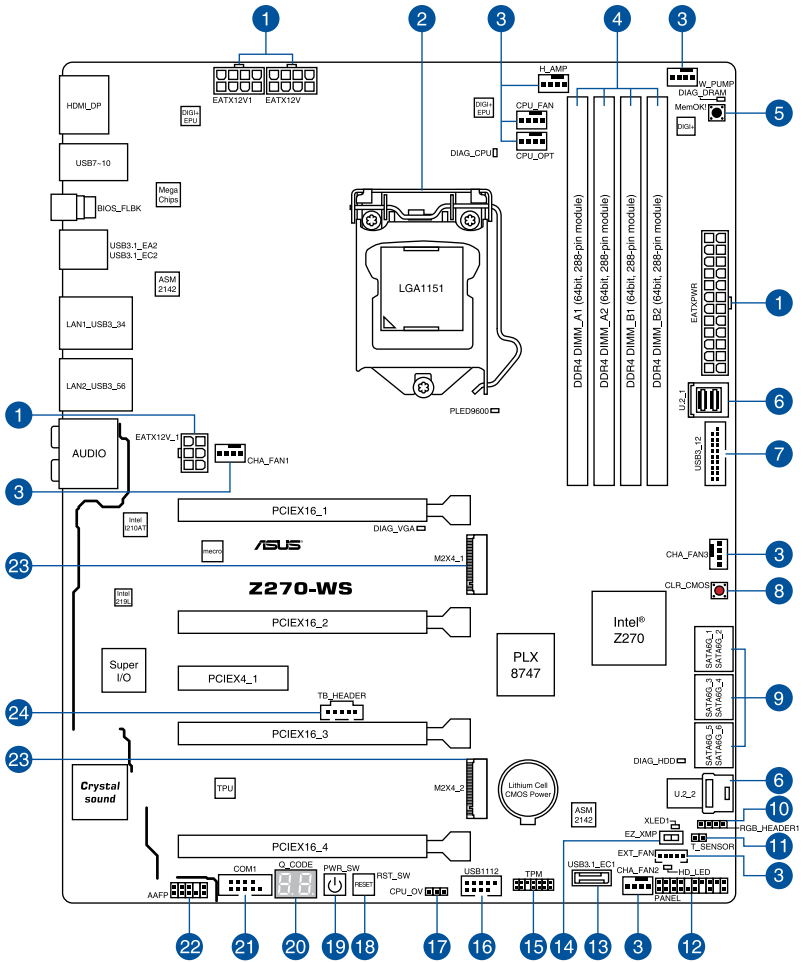 1
2
3
4
3
H_AMP
W_PUMP
DIAG_DRAM
MemOK!
5
HDMI_DP
EATX12V1
EATX12V
DIGI+
EPU
DIGI+
EPU
CPU_FAN
CPU_OPT
DIAG_CPU
DIGI+
USB7~10
Mega
Chips
BIOS_FLBK
USB3.1_EA2
USB3.1_EC2
ASM
2142
LGA1151
DDR4 DIMM_A1 (64bit, 288-pin module)
DDR4 DIMM_A2 (64bit, 288-pin module)
DDR4 DIMM_B1 (64bit, 288-pin module)
DDR4 DIMM_B2 (64bit, 288-pin module)
EATXPWR
1
LAN1_USB3_34
LAN2_USB3_56
PLED9600
U.2_1
6
1
EATX12V_1
AUDIO
CHA_FAN1
USB3_12
7
3
PCIEX16_1
DIAG_VGA
Intel
I210AT
mecro
ASUS
M2X4_1
23
CHA_FAN3
3
Z270-WS
CLR_CMOS
8
Intel
219L
PCIEX16_2
Intel®
Z270
PLX
8747
Super
I/O
PCIEX4_1
SATA6G_1
SATA6G_2
SATA6G_3
SATA6G_4
SATA6G_5
SATA6G_6
9
TB_HEADER
24
PCIEX16_3
23
DIAG_HDD
Crystal
sound
TPU
M2X4_2
Lithium Cell
CMOS Power
U.2_2
6
ASM
2142
XLED1
10
RGB_HEADER1
EZ_XMP
T_SENSOR
11
PCIEX16_4
EXT_FAN
3
COM1
Q_CODE
PWR_SW
RST_SW
RESET
CPU_OV
USB1112
TPM
USB3.1_EC1
CHA_FAN2
HD_LED
PANEL
AAFP
22
21
20
19
18
17
16
15
14
13
3
12